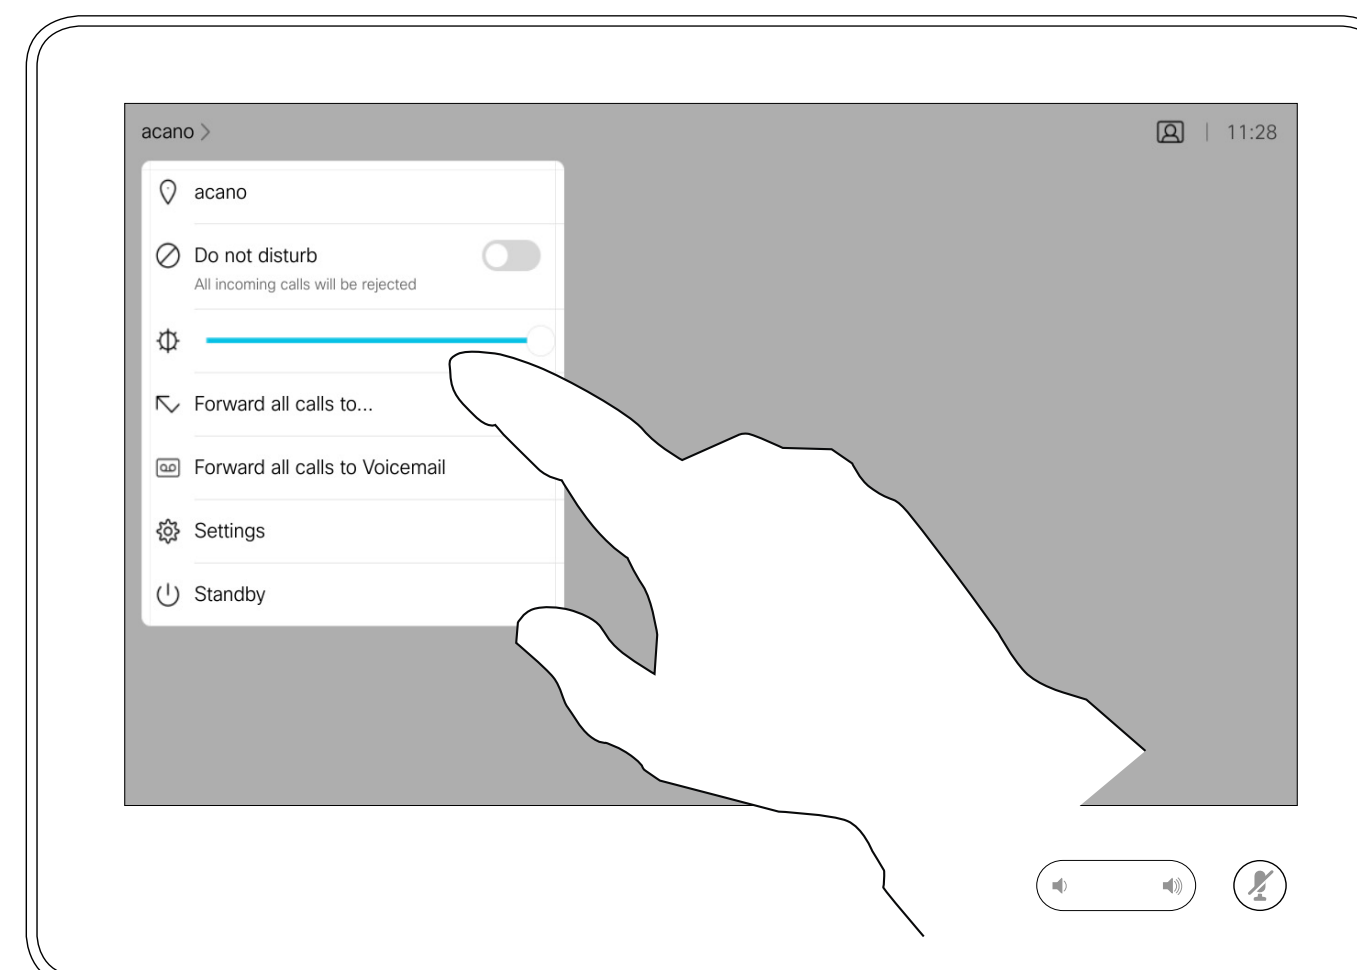 acano
11:28
acano
Do not disturb
All incoming calls will be rejected
Forward all calls to...
Forward all calls to Voicemail
Settings
Standby